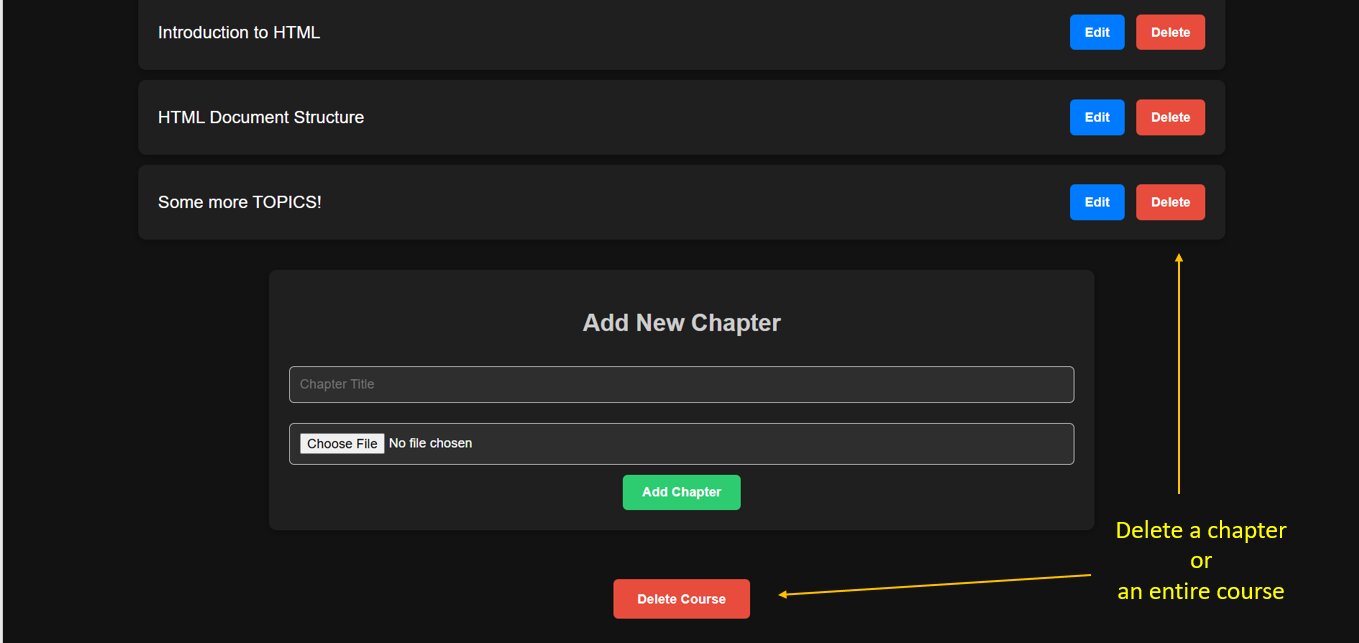 Introduction to HTML Edit Delete
HTML Document Structure Edit Delete
Some more TOPICS! Edit Delete
Add New Chapter
Chapter Title
Choose File No file chosen
Add Chapter
Delete a chapter
or
an entire course
Delete Course